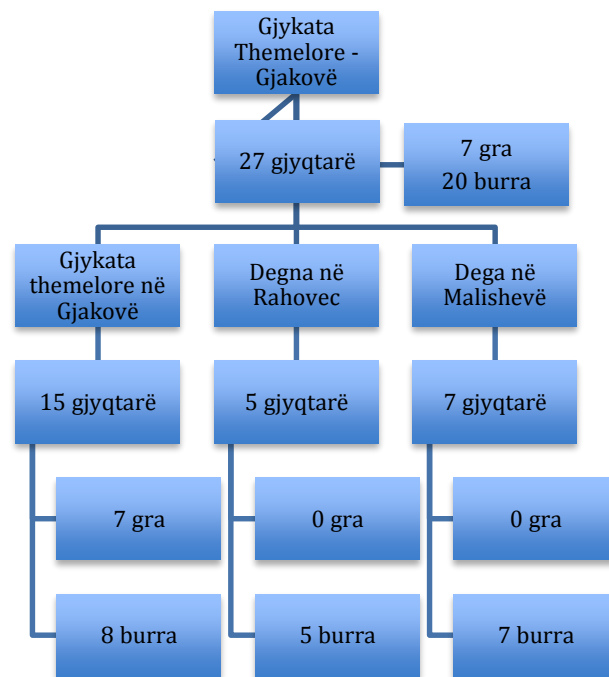 Gjykata
Themelore -
Gjakovë
27 gjyqtarë
7 gra
20 burra
Gjykata
themelore në
Gjakovë
Degna në
Rahovec
Dega në
Malishevë
15 gjyqtarë
5 gjyqtarë
7 gjyqtarë
7 gra
0 gra
0 gra
8 burra
5 burra
7 burra